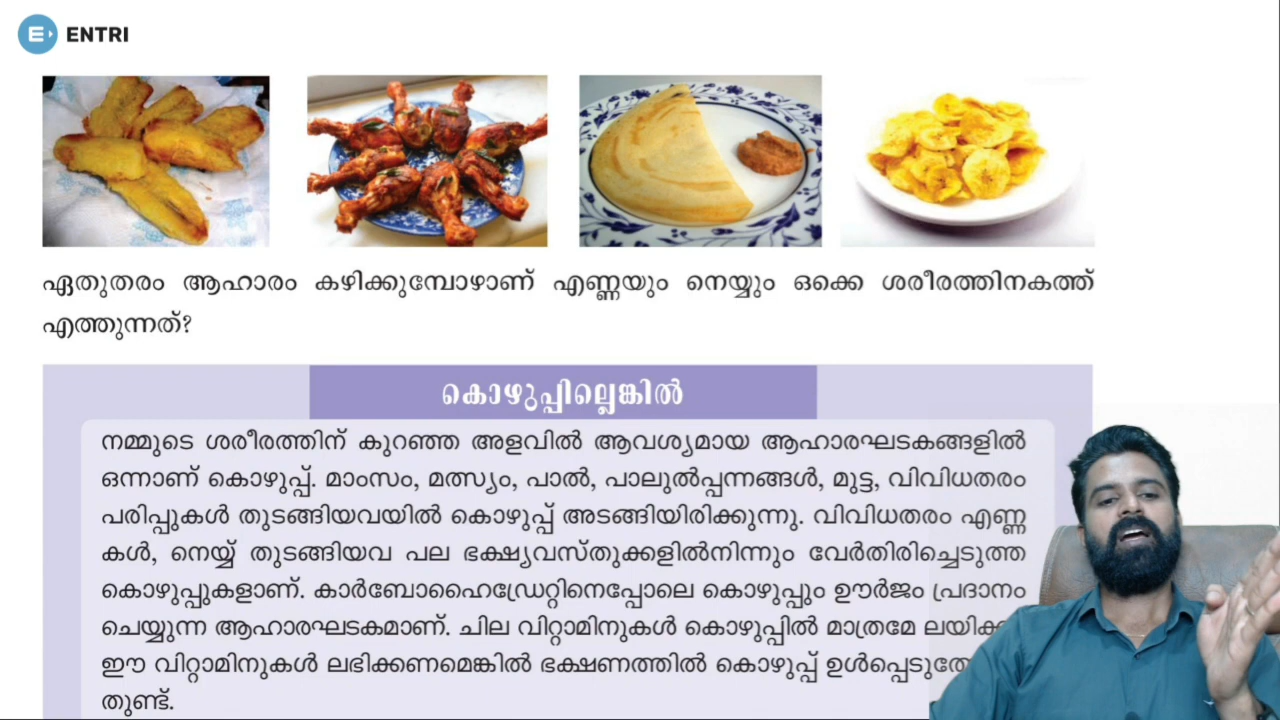 ENTRI
ഏതുതരം ആഹാരം കഴിക്കുമ്പോഴാണ് എണ്ണയും നെയ്യും ഒക്കെ ശരീരത്തിനകത്ത്
എത്തുന്നത്?
കൊഴുപ്പില്ലെങ്കിൽ
നമ്മുടെ ശരീരത്തിന് കുറഞ്ഞ അളവിൽ ആവശ്യമായ ആഹാരഘടകങ്ങളിൽ
ഒന്നാണ് കൊഴുപ്പ്. മാംസം, മത്സ്യം, പാൽ, പാലുൽപ്പന്നങ്ങൾ, മുട്ട, വിവിധതരം
പരിപ്പുകൾ തുടങ്ങിയവയിൽ കൊഴുപ്പ് അടങ്ങിയിരിക്കുന്നു. വിവിധതരം എണ്ണ
കൾ, നെയ്യ് തുടങ്ങിയവ പല ഭക്ഷ്യവസ്തുക്കളിൽനിന്നും വേർതിരിച്ചെടുത്ത
കൊഴുപ്പുകളാണ്. കാർബോഹൈഡ്രേറ്റിനെപ്പോലെ കൊഴുപ്പും ഊർജം പ്രദാനം
ചെയ്യുന്ന ആഹാരഘടകമാണ്. ചില വിറ്റാമിനുകൾ കൊഴുപ്പിൽ മാത്രമേ
ഈ വിറ്റാമിനുകൾ ലഭിക്കണമെങ്കിൽ ഭക്ഷണത്തിൽ കൊഴുപ്പ്
തുണ്ട്.